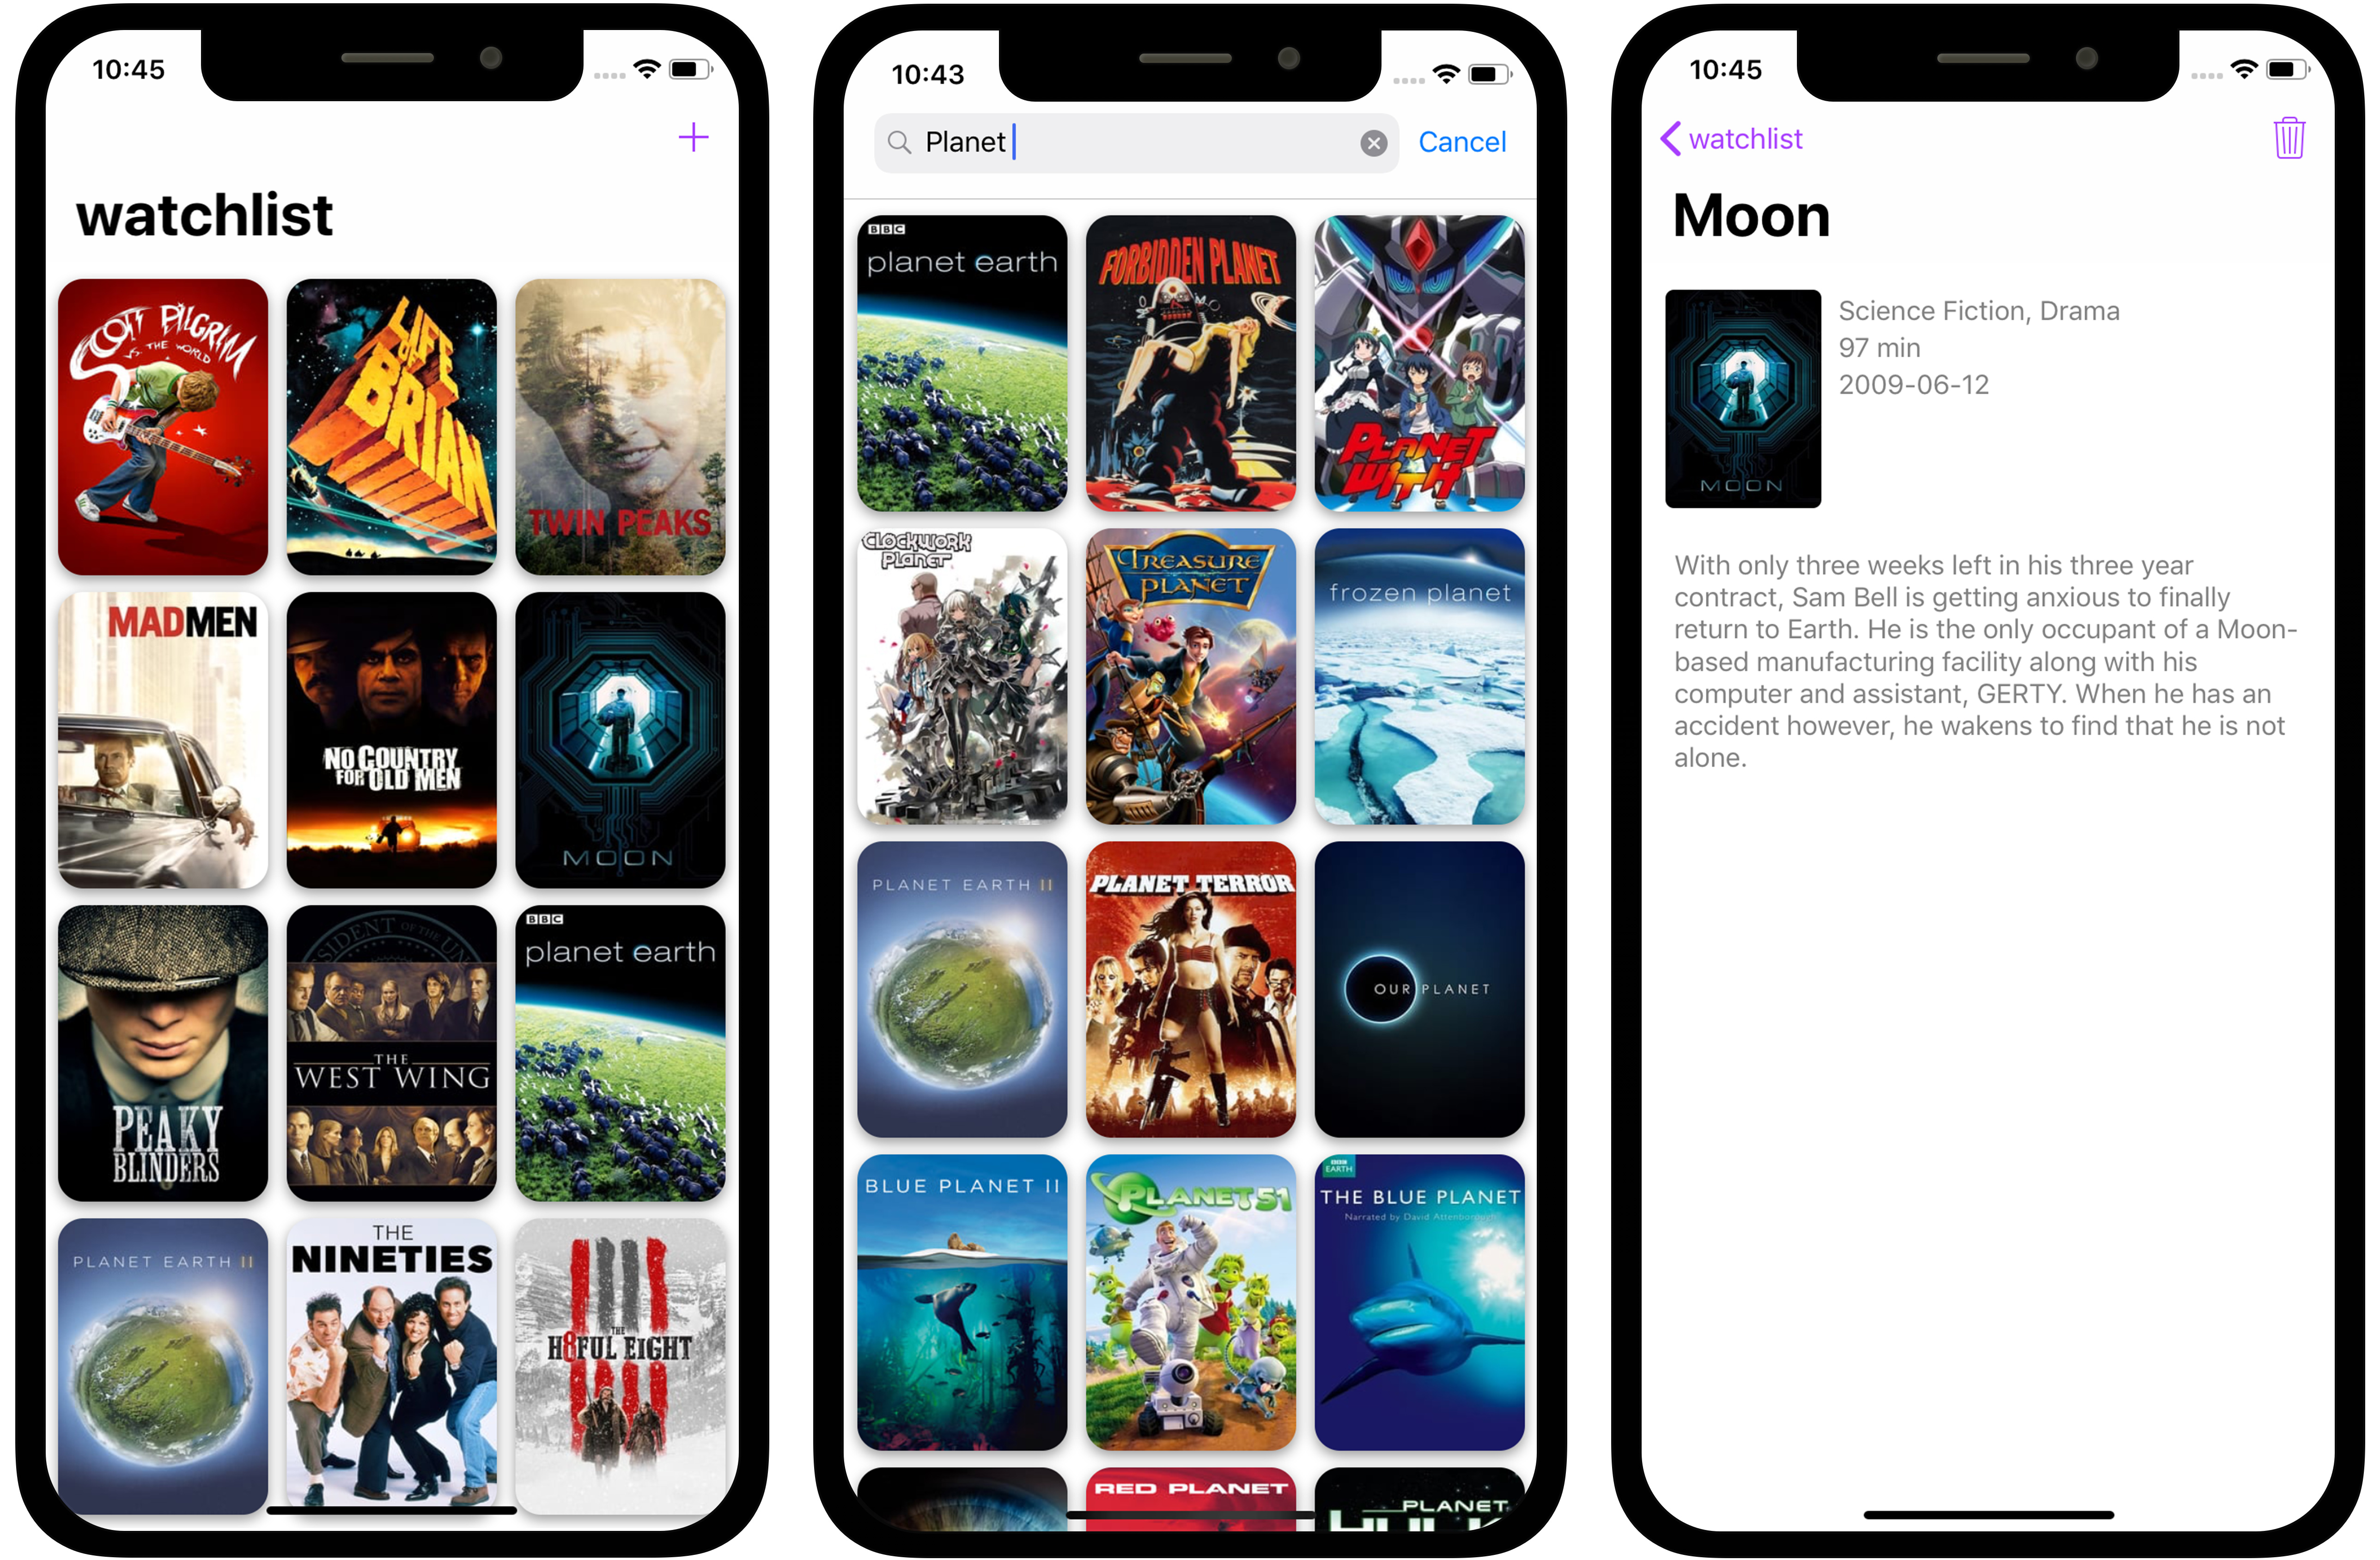 10:45
watchlist
SCOTT PILGRIM
VS. THE WORLD
LIFE
OF
BRIAN
TWIN PEAKS
MADMEN
NO COUNTRY
FOR OLD MEN
MOON
PEAKY
BLINDERS
SIDENT OF THE UN
THE
WEST WING
BBC
planet earth
PLANET EARTH II
THE
NINETIES
THE
H8FUL EIGHT
10:43
Planet
Cancel
BBC
planet earth
FORBIDDEN PLANET
PLANET
WITH
CLOCKWORK
PLANET
TREASURE
PLANET
frozen planet
PLANET EARTH II
PLANET TERROR
OUR PLANET
BLUE PLANET II
PLANET 51
BBC
EARTH
THE BLUE PLANET
Narrated by David Attenborough
RED PLANET
PLANET
HULK
10:45
watchlist
Moon
MOON
Science Fiction, Drama
97 min
2009-06-12
With only three weeks left in his three year
contract, Sam Bell is getting anxious to finally
return to Earth. He is the only occupant of a Moon-
based manufacturing facility along with his
computer and assistant, GERTY. When he has an
accident however, he wakens to find that he is not
alone.